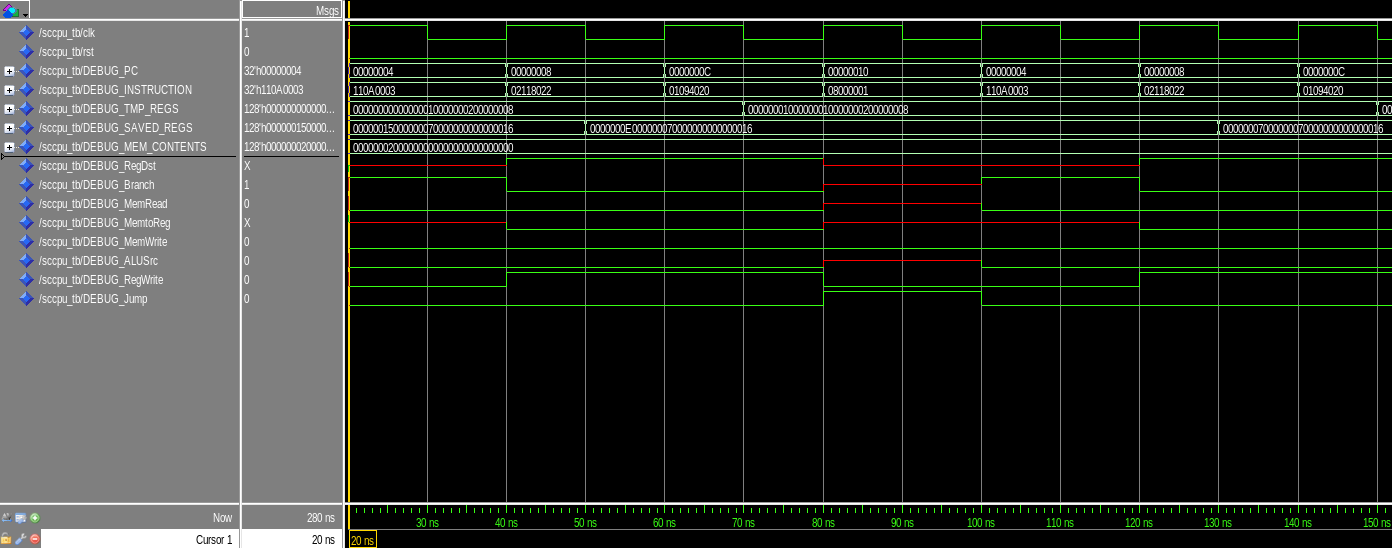 Msgs
/sccpu_tb/clk 1
/sccpu_tb/rst 0
/sccpu_tb/DEBUG_PC 32'h00000004 00000004 00000008 0000000C 00000010 00000004 00000008 0000000C
/sccpu_tb/DEBUG_INSTRUCTION 32'h110A0003 110A0003 02118022 01094020 08000001 110A0003 02118022 01094020
/sccpu_tb/DEBUG_TMP_REGS 128'h000000000000... 00000000000000010000000200000008 00000001000000010000000200000008 00
/sccpu_tb/DEBUG_SAVED_REGS 128'h000000150000... 00000015000000070000000000000016 0000000E000000070000000000000016 00000007000000070000000000000016
/sccpu_tb/DEBUG_MEM_CONTENTS 128'h000000020000... 00000002000000000000000000000000
/sccpu_tb/DEBUG_RegDst X
/sccpu_tb/DEBUG_Branch 1
/sccpu_tb/DEBUG_MemRead 0
/sccpu_tb/DEBUG_MemtoReg X
/sccpu_tb/DEBUG_MemWrite 0
/sccpu_tb/DEBUG_ALUSrc 0
/sccpu_tb/DEBUG_RegWrite 0
/sccpu_tb/DEBUG_Jump 0
Now 280 ns 30 ns 40 ns 50 ns 60 ns 70 ns 80 ns 90 ns 100 ns 110 ns 120 ns 130 ns 140 ns 150 ns
Cursor 1 20 ns 20 ns